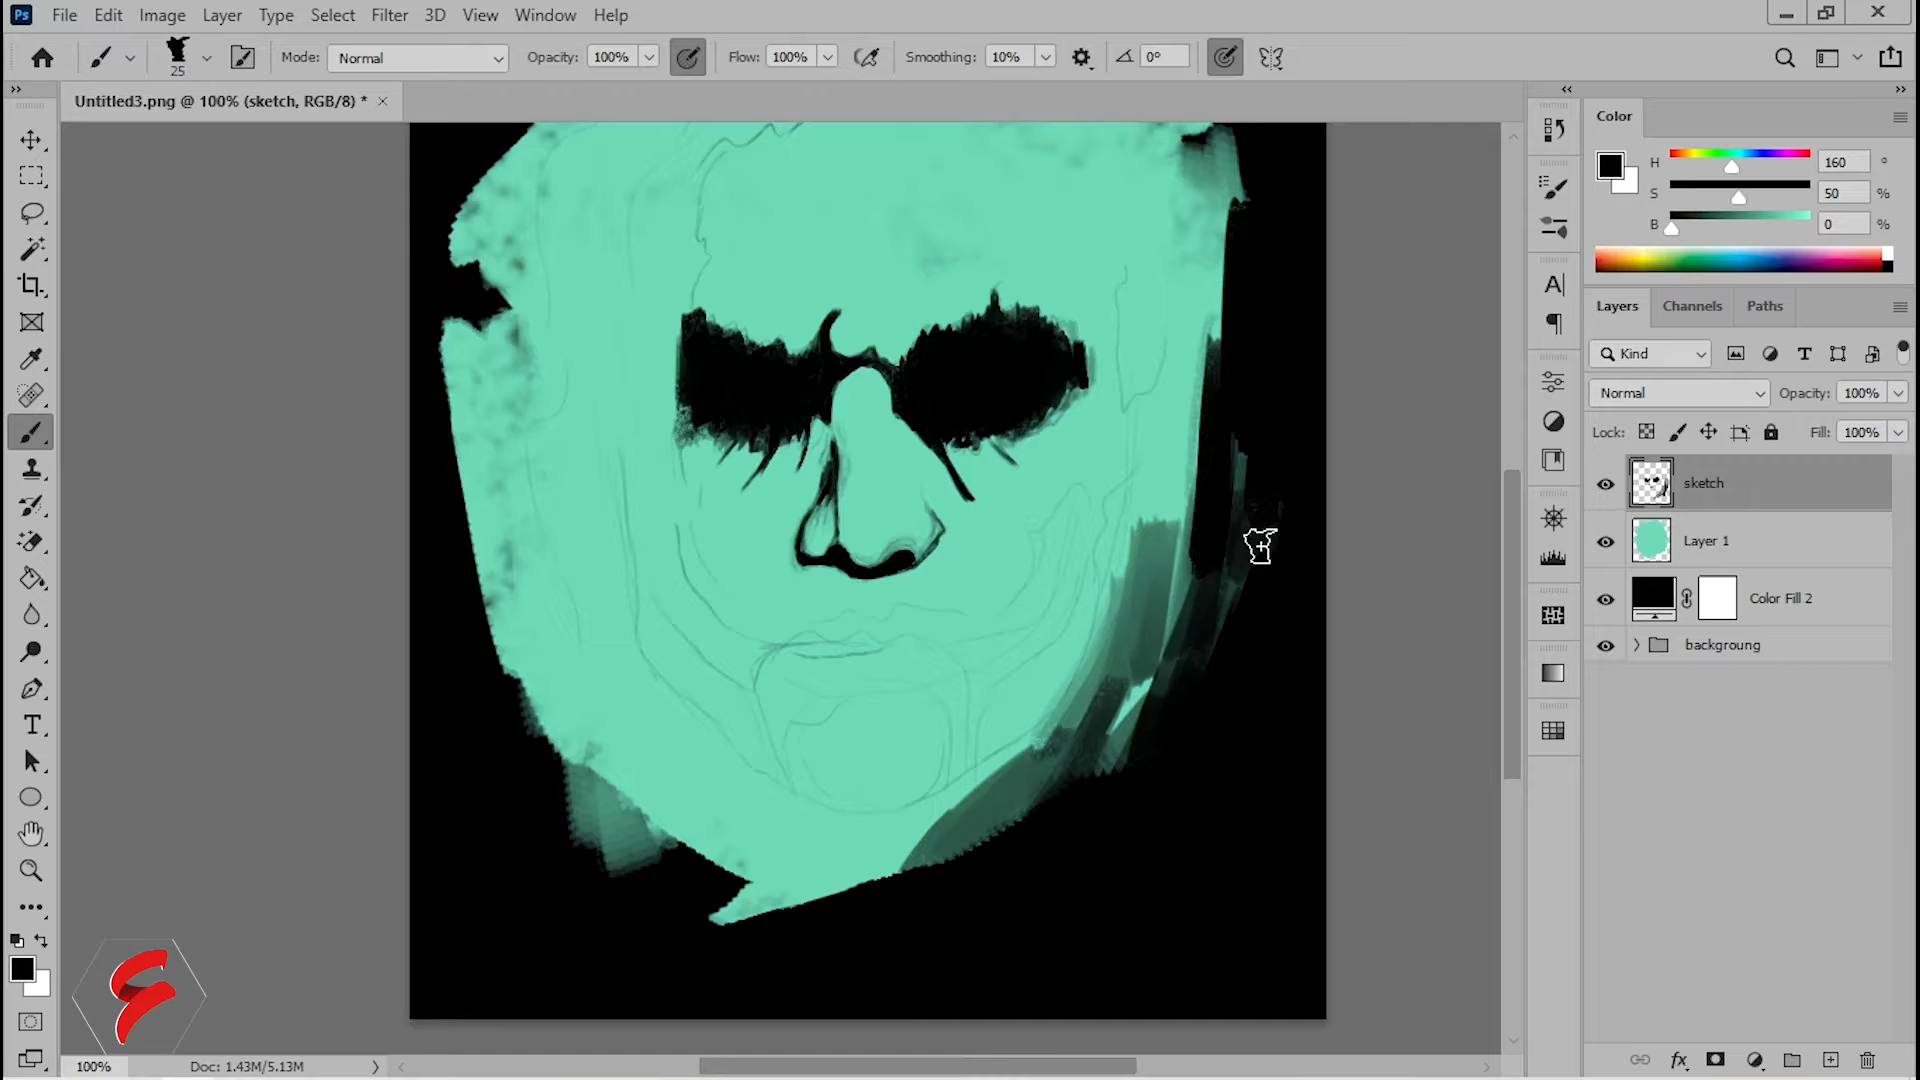 Ps File Edit Image Layer Type Select Filter 3D View Window Help
25 Mode: Normal Opacity: 100% Flow: 100% Smoothing: 10% 0°
Untitled3.png @ 100% (sketch, RGB/8) *
Color
H 160 °
S 50 %
B 0 %
Layers Channels Paths
Kind
Normal Opacity: 100%
Lock: Fill: 100%
sketch
Layer 1
Color Fill 2
backgroung
100% Doc: 1.43M/5.13M